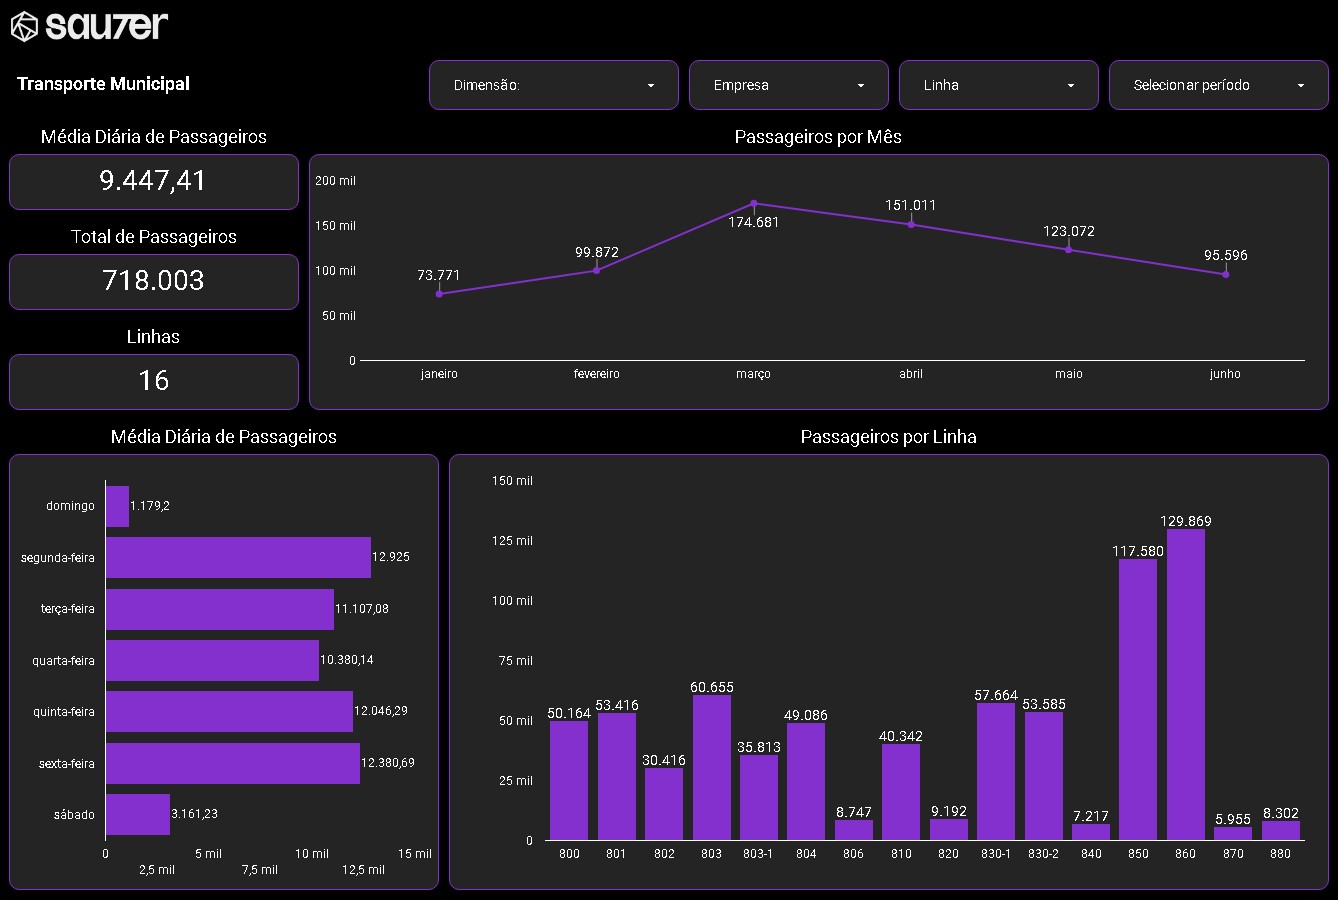 sau7er
Transporte Municipal
Dimensão:
Empresa
Linha
Selecionar período
Média Diária de Passageiros
9.447,41
Total de Passageiros
718.003
Linhas
16
Passageiros por Mês
200 mil
150 mil
100 mil
50 mil
0
73.771
99.872
174.681
151.011
123.072
95.596
janeiro fevereiro março abril maio junho
Média Diária de Passageiros
domingo 1.179,2
segunda-feira 12.925
terça-feira 11.107,08
quarta-feira 10.380,14
quinta-feira 12.046,29
sexta-feira 12.380,69
sábado 3.161,23
0 5 mil 10 mil 15 mil
2,5 mil 7,5 mil 12,5 mil
Passageiros por Linha
150 mil
125 mil
100 mil
75 mil
50 mil
25 mil
0
50.164
53.416
30.416
60.655
35.813
49.086
8.747
40.342
9.192
57.664
53.585
7.217
117.580
129.869
5.955
8.302
800 801 802 803 803-1 804 806 810 820 830-1 830-2 840 850 860 870 880